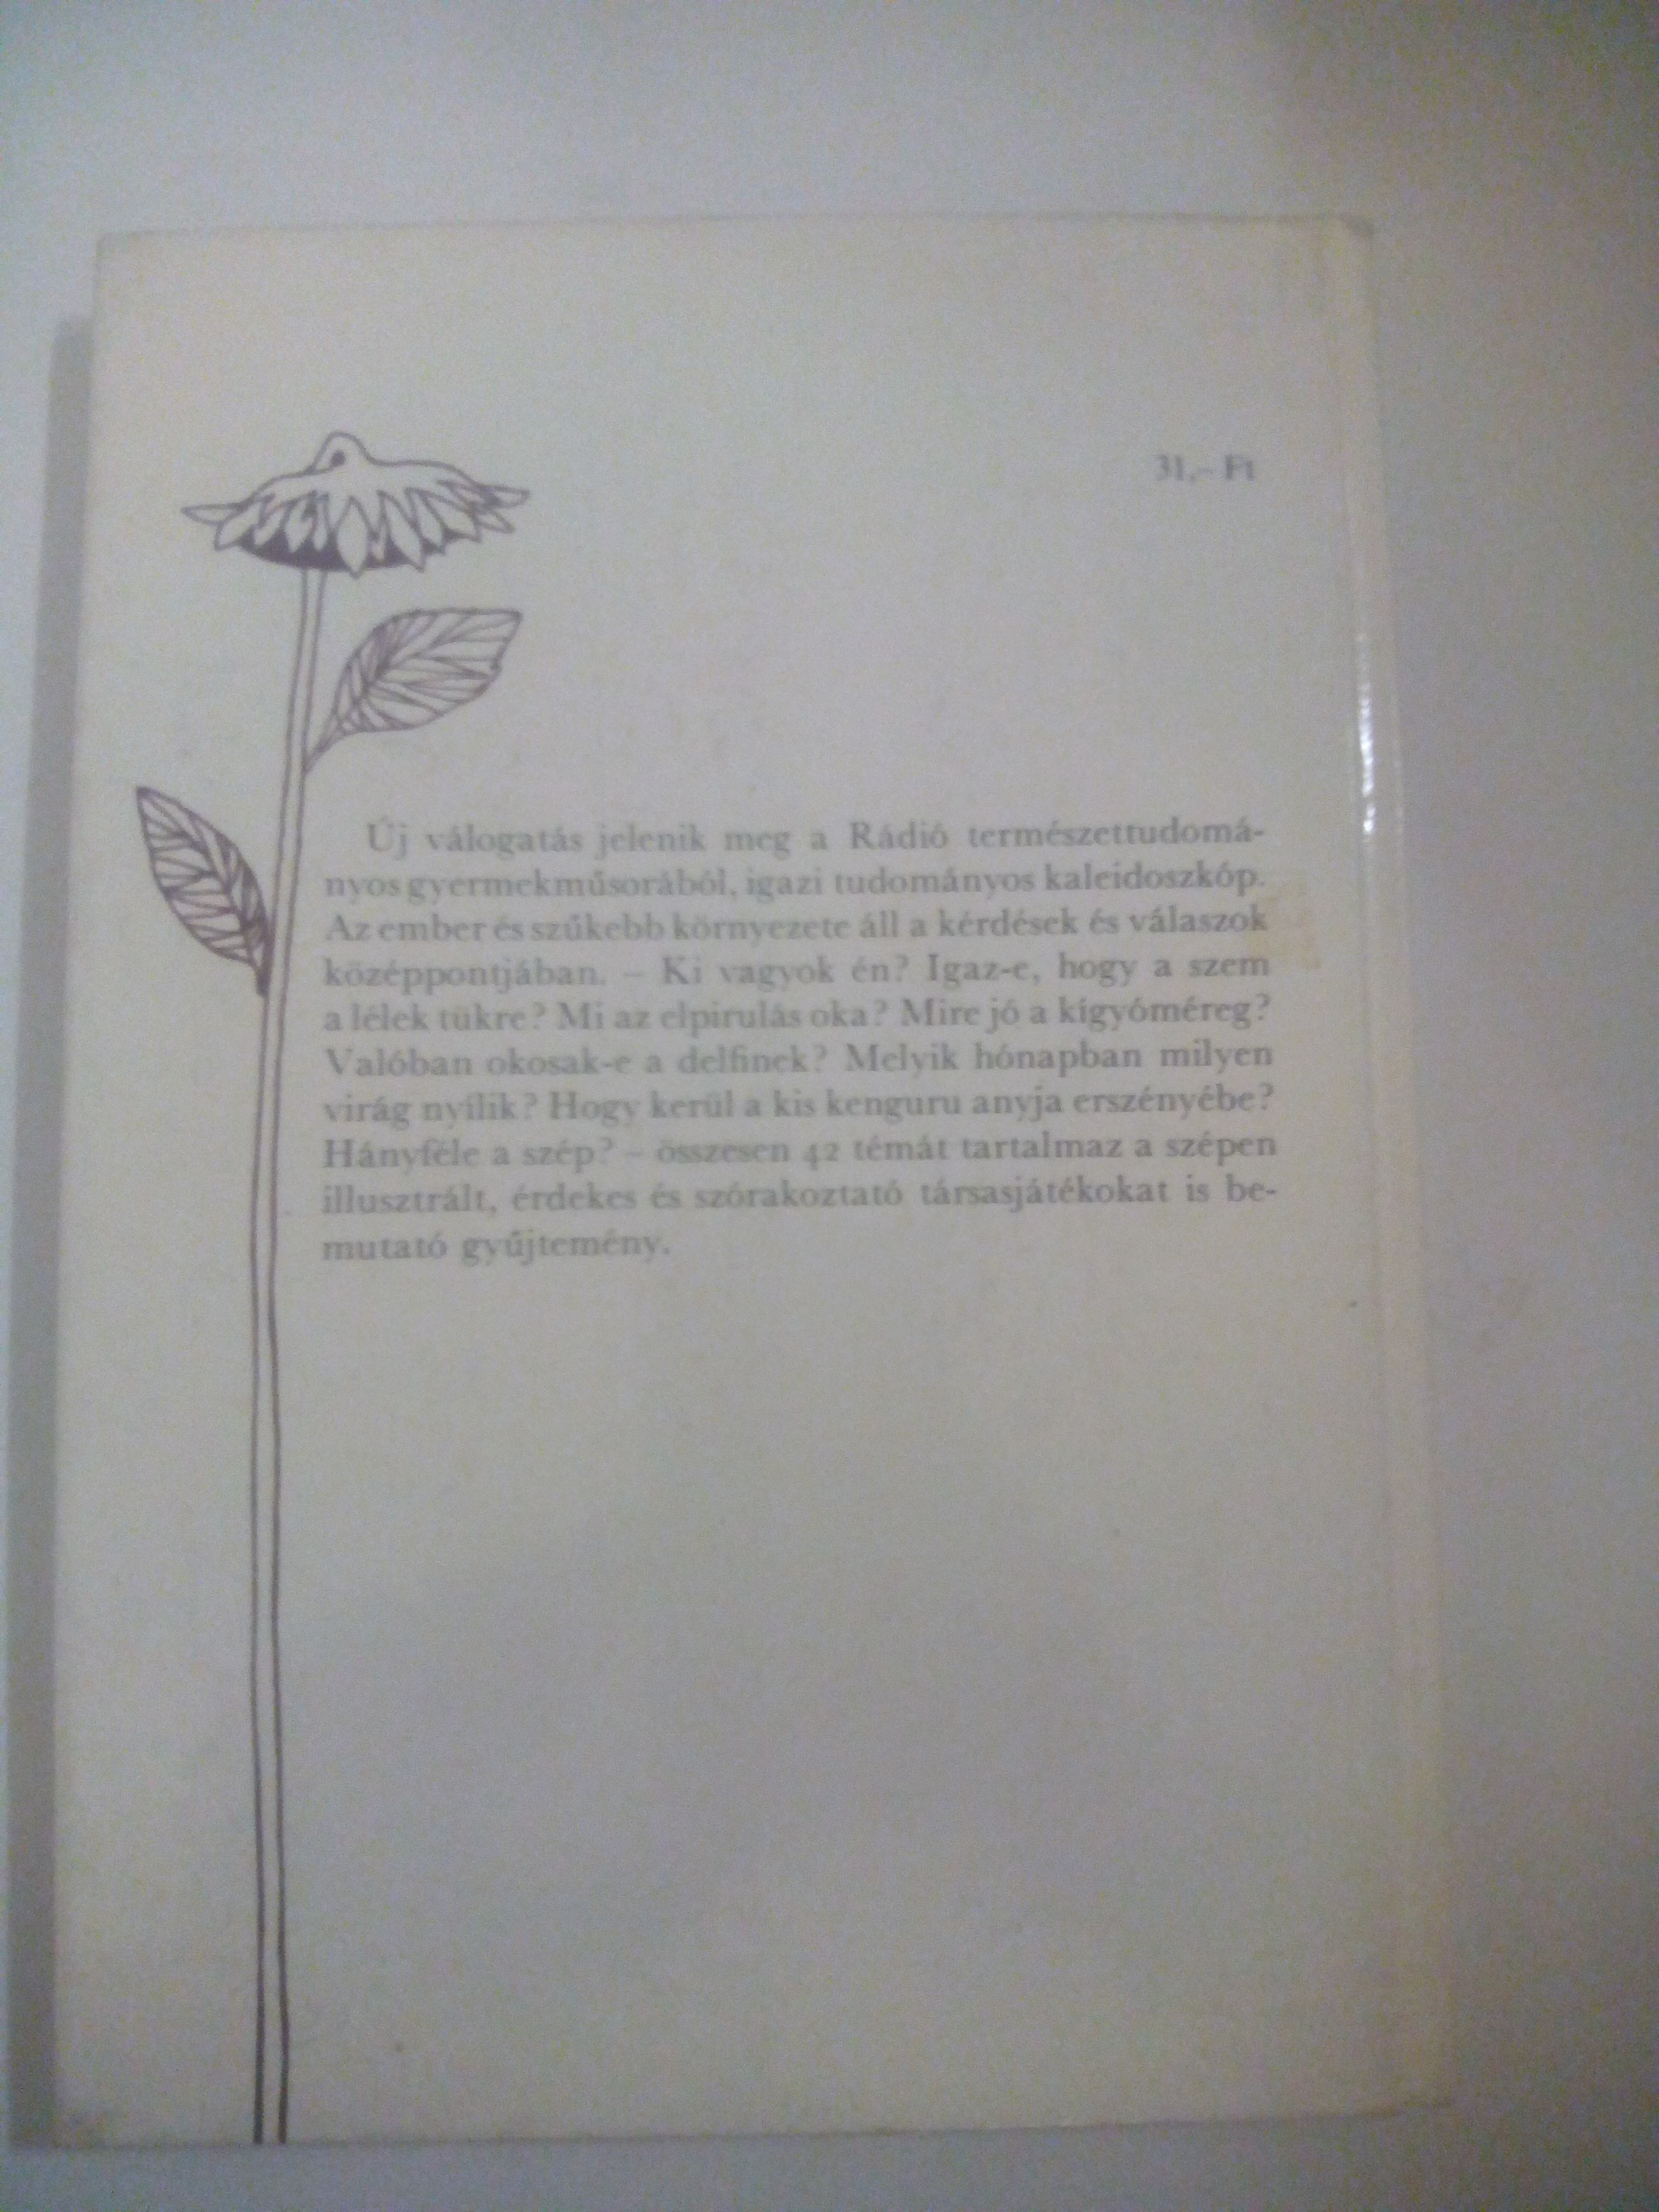 31,– Ft
Új válogatás jelenik meg a Rádió természettudomá-
nyos gyermekműsorából, igazi tudományos kaleidoszkóp.
Az ember és szűkebb környezete áll a kérdések és válaszok
középpontjában. – Ki vagyok én? Igaz-e, hogy a szem
a lélek tükre? Mi az elpirulás oka? Mire jó a kígyóméreg?
Valóban okosak-e a delfinek? Melyik hónapban milyen
virág nyílik? Hogy kerül a kis kenguru anyja erszényébe?
Hányféle a szép? – összesen 42 témát tartalmaz a szépen
illusztrált, érdekes és szórakoztató társasjátékokat is be-
mutató gyűjtemény.